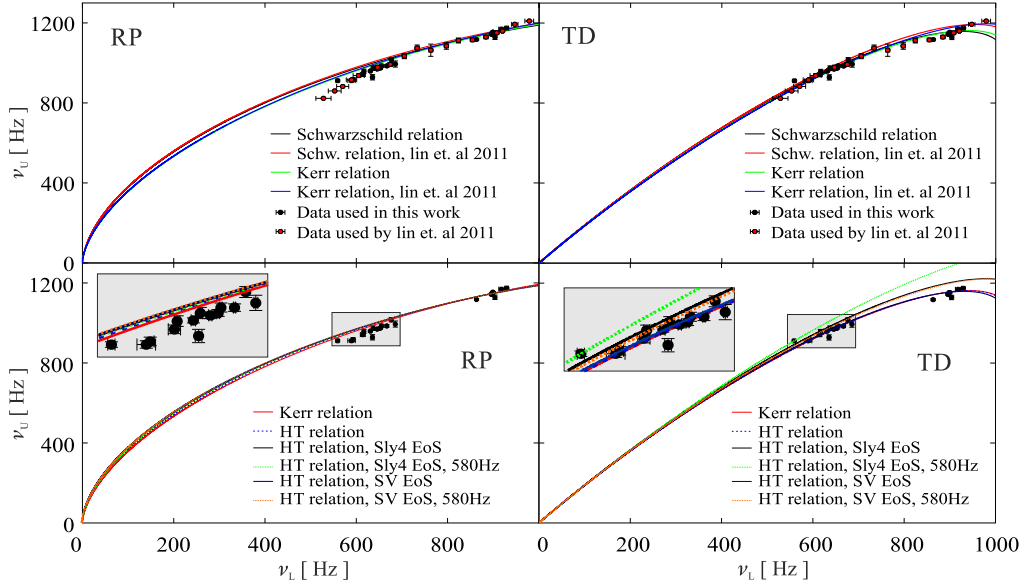 1200
800
400
0
ν_U [ Hz ]
RP
Schwarzschild relation
Schw. relation, lin et. al 2011
Kerr relation
Kerr relation, lin et. al 2011
Data used in this work
Data used by lin et. al 2011
TD
Schwarzschild relation
Schw. relation, lin et. al 2011
Kerr relation
Kerr relation, lin et. al 2011
Data used in this work
Data used by lin et. al 2011
1200
800
400
0
ν_U [ Hz ]
RP
Kerr relation
HT relation
HT relation, Sly4 EoS
HT relation, Sly4 EoS, 580Hz
HT relation, SV EoS
HT relation, SV EoS, 580Hz
TD
Kerr relation
HT relation
HT relation, Sly4 EoS
HT relation, Sly4 EoS, 580Hz
HT relation, SV EoS
HT relation, SV EoS, 580Hz
0 200 400 600 800 0 200 400 600 800 1000
ν_L [ Hz ] ν_L [ Hz ]